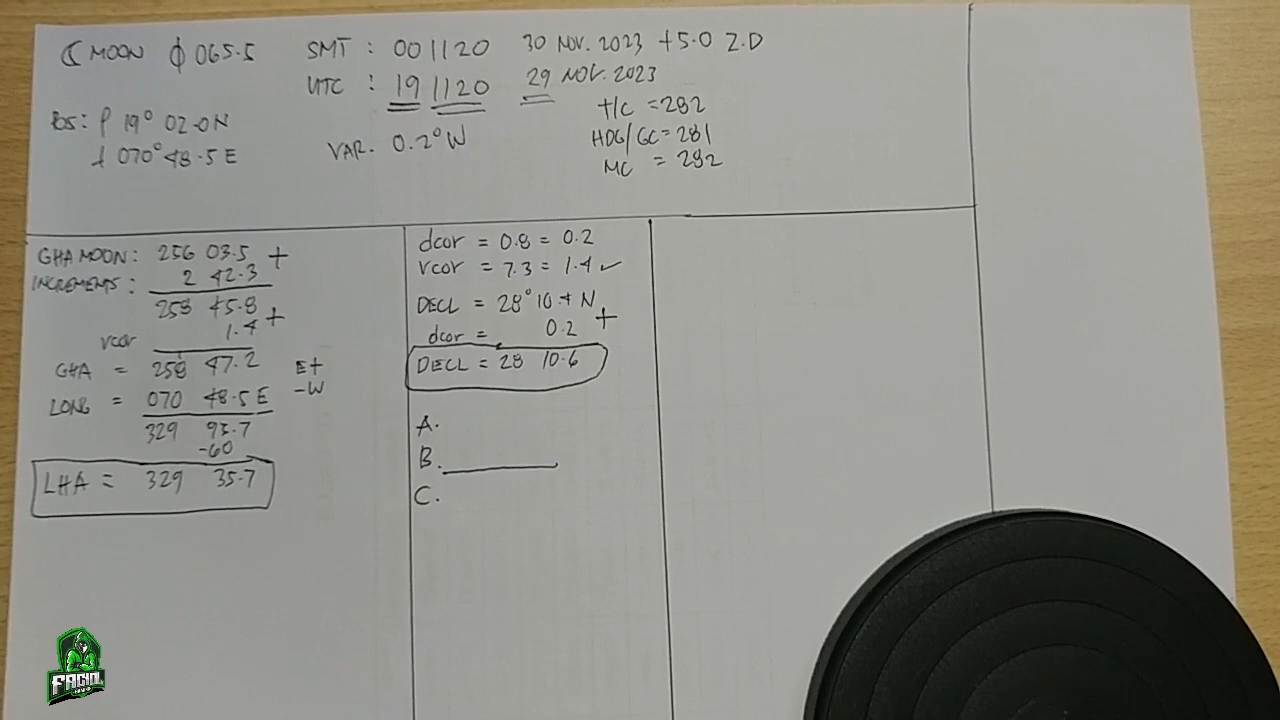 ☾ MOON ϕ 065.5
SMT : 001120 30 NOV. 2023 +5.0 Z.D
UTC : 19 1120 29 NOV. 2023
POS: φ 19° 02.0N
λ 070° 48.5 E
VAR. 0.2° W
T/C = 282
HDG/GC = 281
MC = 282
GHA MOON: 256 03.5 +
INCREMENTS: 2 42.3
258 45.8
vcor 1.4 +
GHA = 258 47.2 E+
LONG = 070 48.5 E -W
329 95.7
-60
LHA = 329 35.7
dcor = 0.8 = 0.2
vcor = 7.3 = 1.4 ✓
DECL = 28° 10.4 N
dcor = 0.2 +
DECL = 28 10.6
A.
B.
C.
FAGIOL